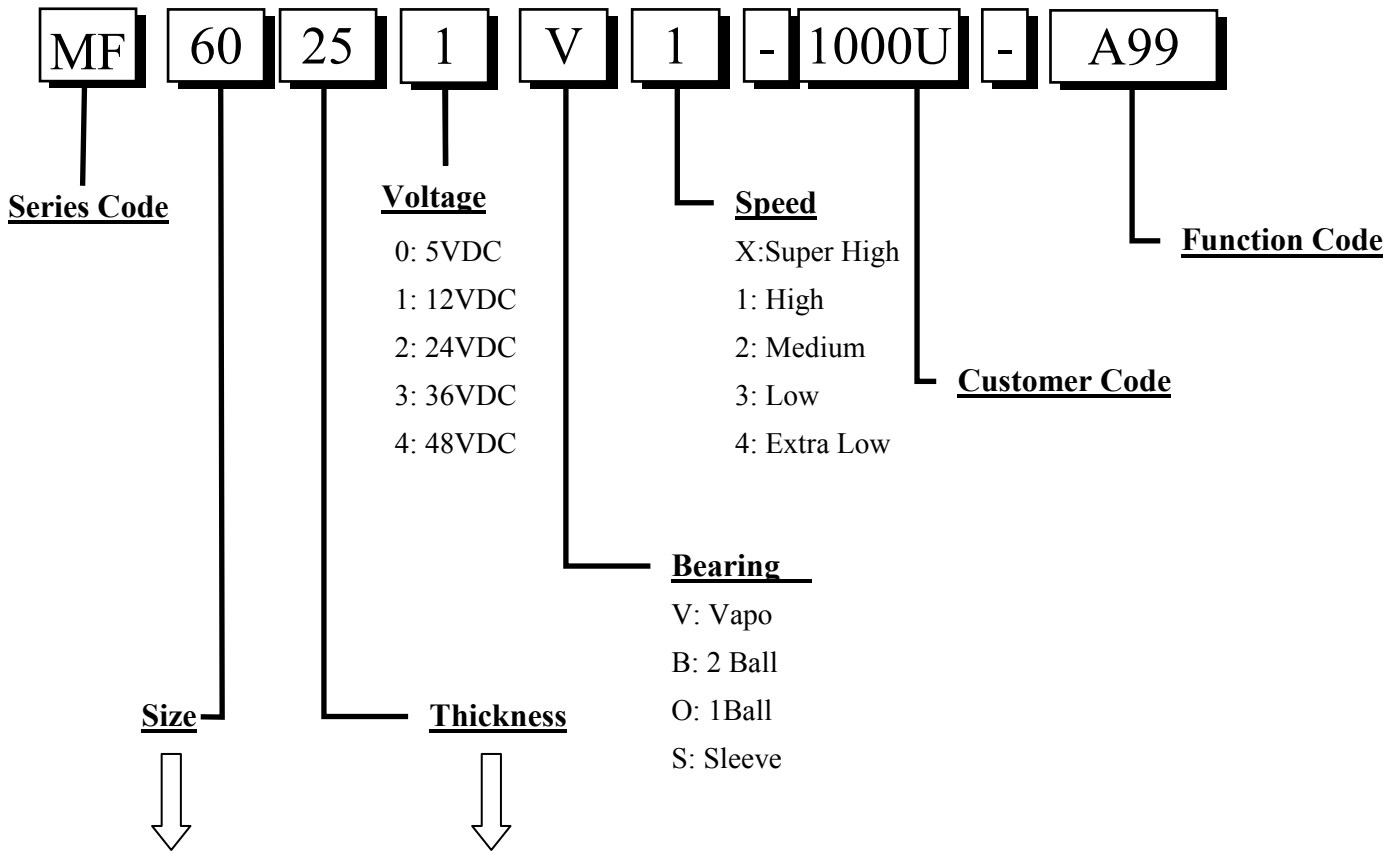 MF 60 25 1 V 1 - 1000U - A99
Series Code
Voltage
0: 5VDC
1: 12VDC
2: 24VDC
3: 36VDC
4: 48VDC
Speed
X:Super High
1: High
2: Medium
3: Low
4: Extra Low
Function Code
Customer Code
Bearing
V: Vapo
B: 2 Ball
O: 1Ball
S: Sleeve
Size
Thickness